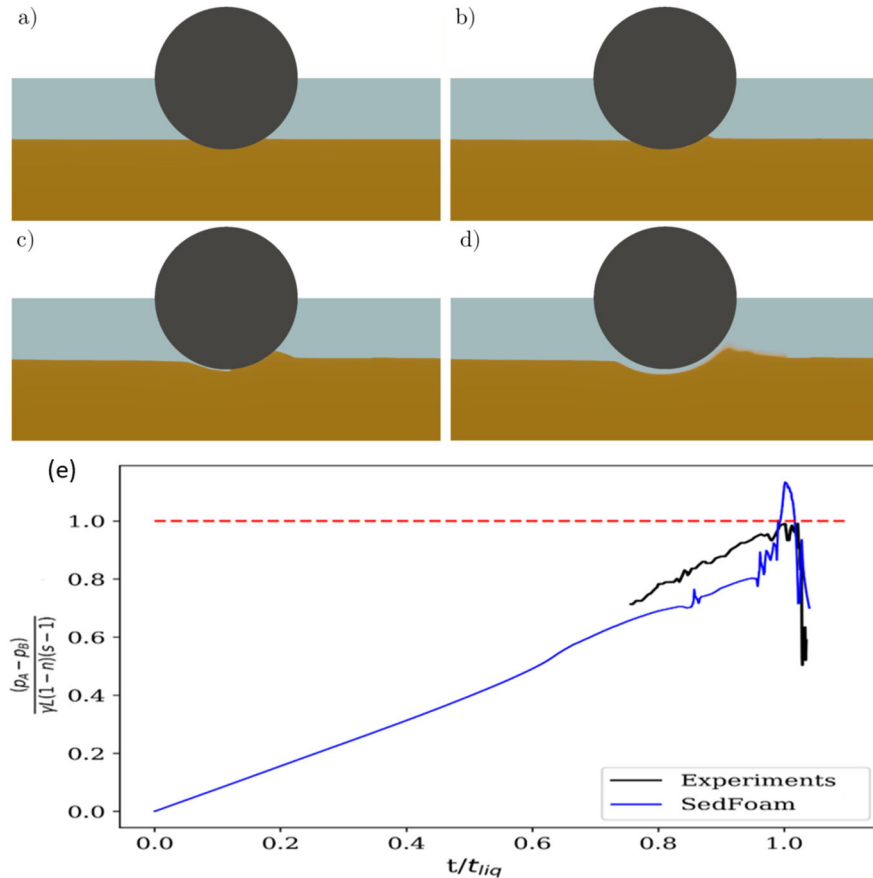 a)
b)
c)
d)
(e)
1.0
0.8
0.6
0.4
0.2
0.0
(p_A − p_B)
γL(1 − n)(s − 1)
Experiments
SedFoam
0.0 0.2 0.4 0.6 0.8 1.0
t/t_liq